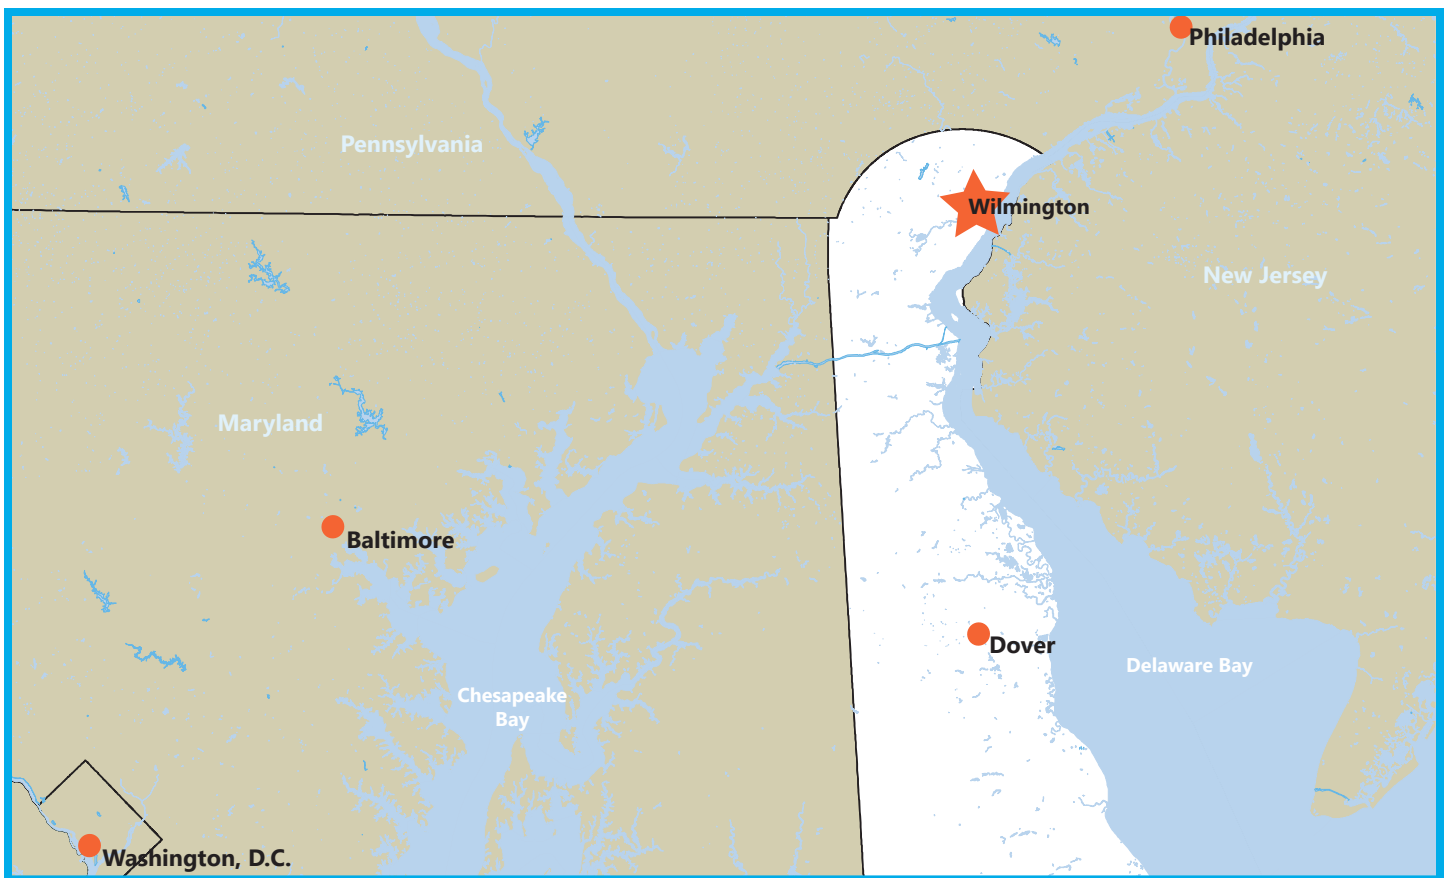 Philadelphia
Pennsylvania
Wilmington
New Jersey
Maryland
Baltimore
Dover
Delaware Bay
Chesapeake
Bay
Washington, D.C.